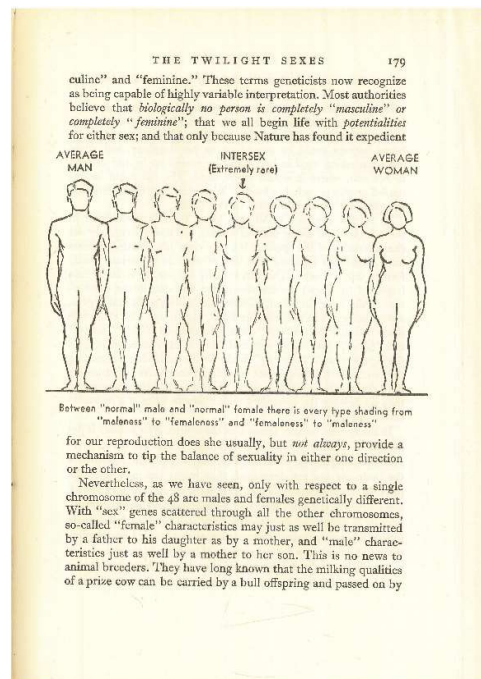 THE TWILIGHT SEXES 179
culine" and "feminine." These terms geneticists now recognize
as being capable of highly variable interpretation. Most authorities
believe that biologically no person is completely "masculine" or
completely "feminine"; that we all begin life with potentialities
for either sex; and that only because Nature has found it expedient
AVERAGE
MAN
INTERSEX
(Extremely rare)
AVERAGE
WOMAN
Between "normal" male and "normal" female there is every type shading from
"maleness" to "femaleness" and "femaleness" to "maleness"
for our reproduction does she usually, but not always, provide a
mechanism to tip the balance of sexuality in either one direction
or the other.
Nevertheless, as we have seen, only with respect to a single
chromosome of the 48 are males and females genetically different.
With "sex" genes scattered through all the other chromosomes,
so-called "female" characteristics may just as well be transmitted
by a father to his daughter as by a mother, and "male" charac-
teristics just as well by a mother to her son. This is no news to
animal breeders. They have long known that the milking qualities
of a prize cow can be carried by a bull offspring and passed on by